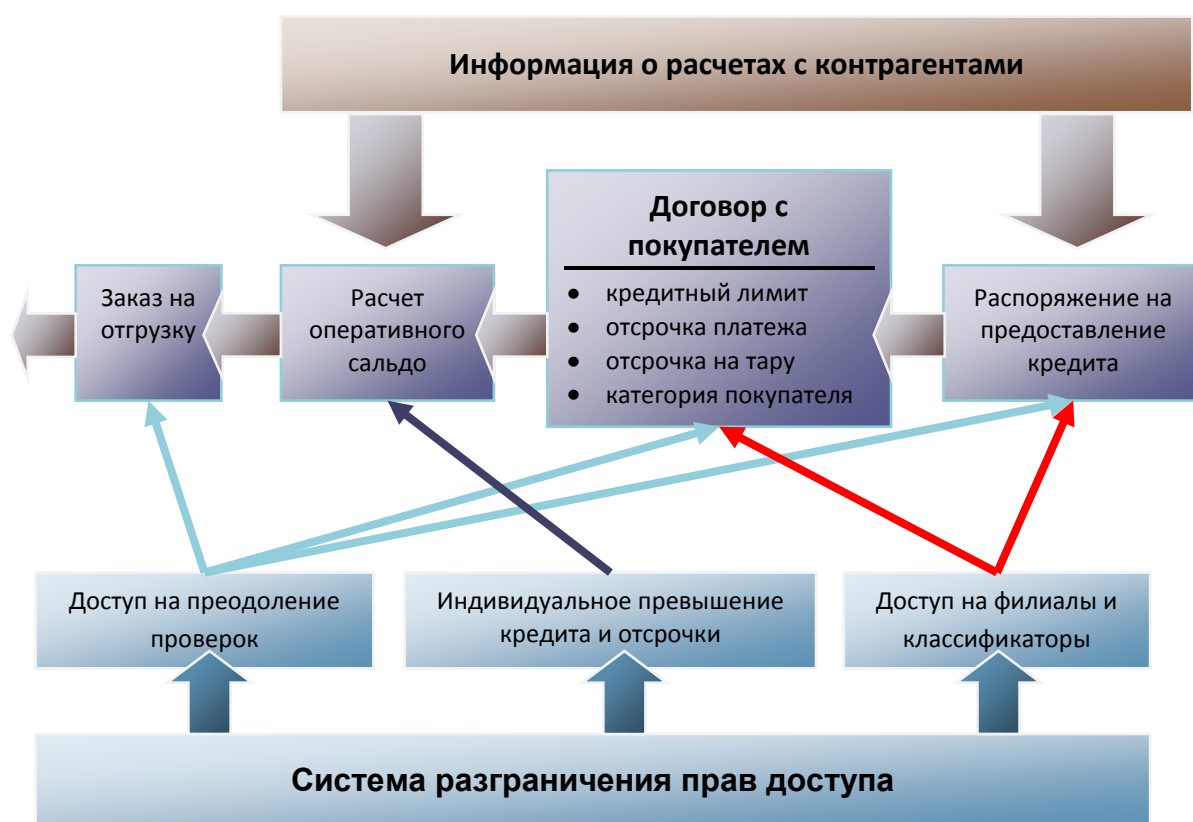 Информация о расчетах с контрагентами
Договор с
покупателем
• кредитный лимит
• отсрочка платежа
• отсрочка на тару
• категория покупателя
Заказ на
отгрузку
Расчет
оперативного
сальдо
Распоряжение на
предоставление
кредита
Доступ на преодоление
проверок
Индивидуальное превышение
кредита и отсрочки
Доступ на филиалы и
классификаторы
Система разграничения прав доступа